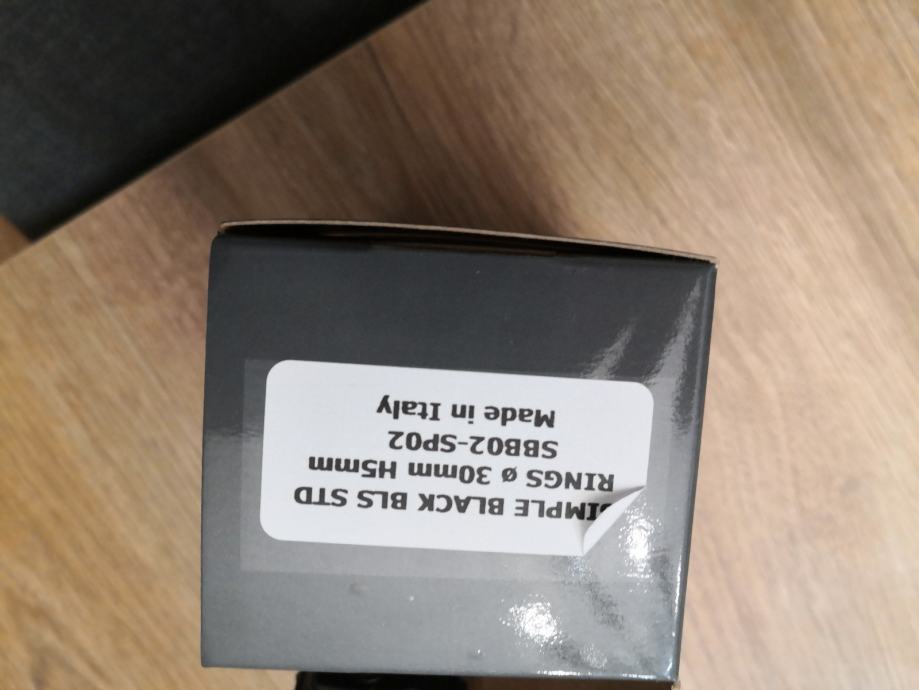 SIMPLE BLACK BLS STD
RINGS ø 30mm H5mm
SBB02-SP02
Made in Italy